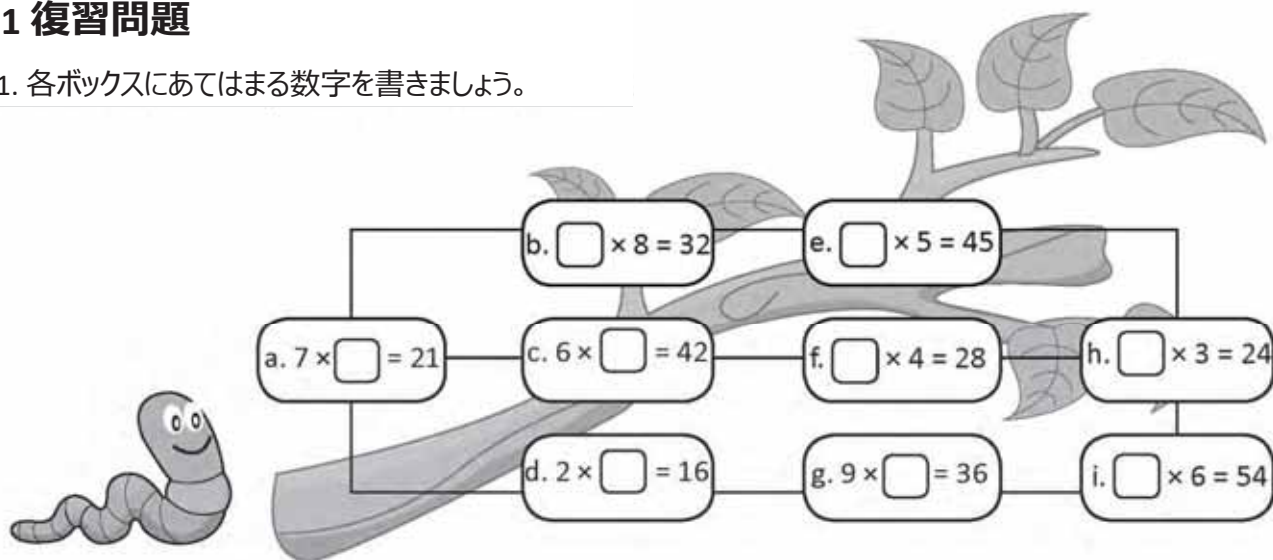 1 復習問題
1. 各ボックスにあてはまる数字を書きましょう。
b. □ × 8 = 32
e. □ × 5 = 45
a. 7 × □ = 21
c. 6 × □ = 42
f. □ × 4 = 28
h. □ × 3 = 24
d. 2 × □ = 16
g. 9 × □ = 36
i. □ × 6 = 54